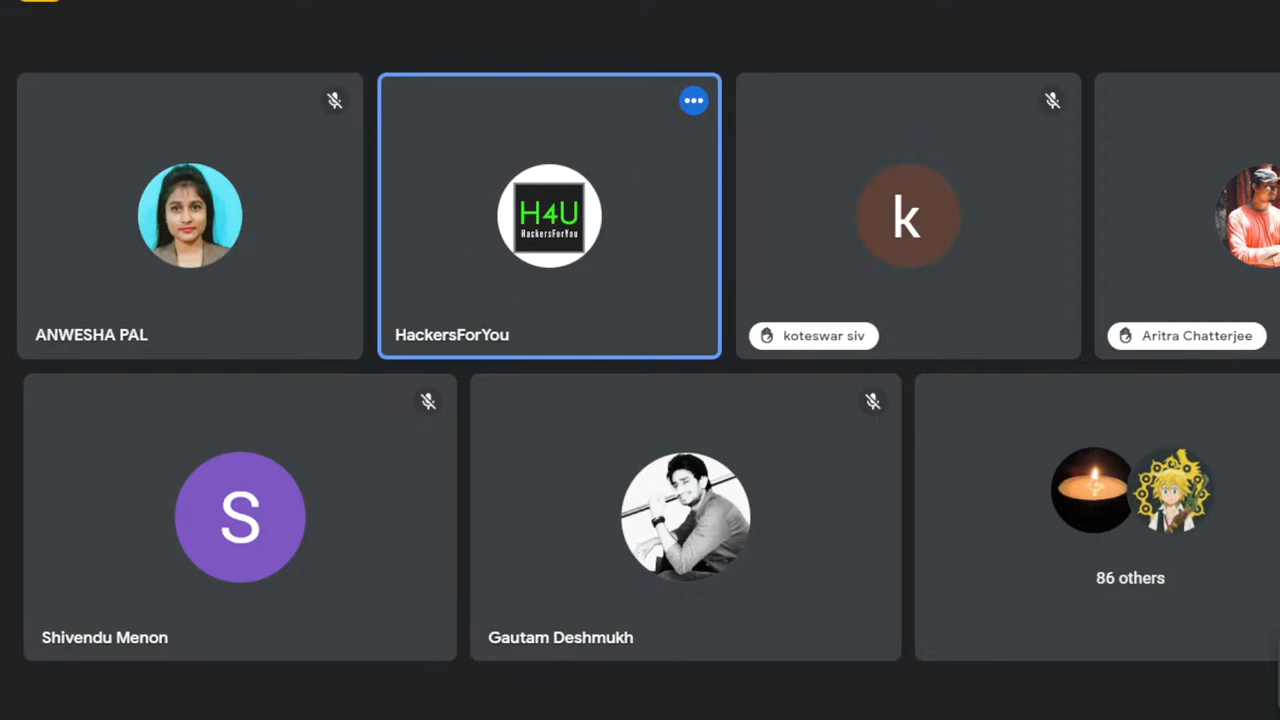 H4U
HackersForYou
k
ANWESHA PAL
HackersForYou
koteswar siv
Aritra Chatterjee
S
86 others
Shivendu Menon
Gautam Deshmukh